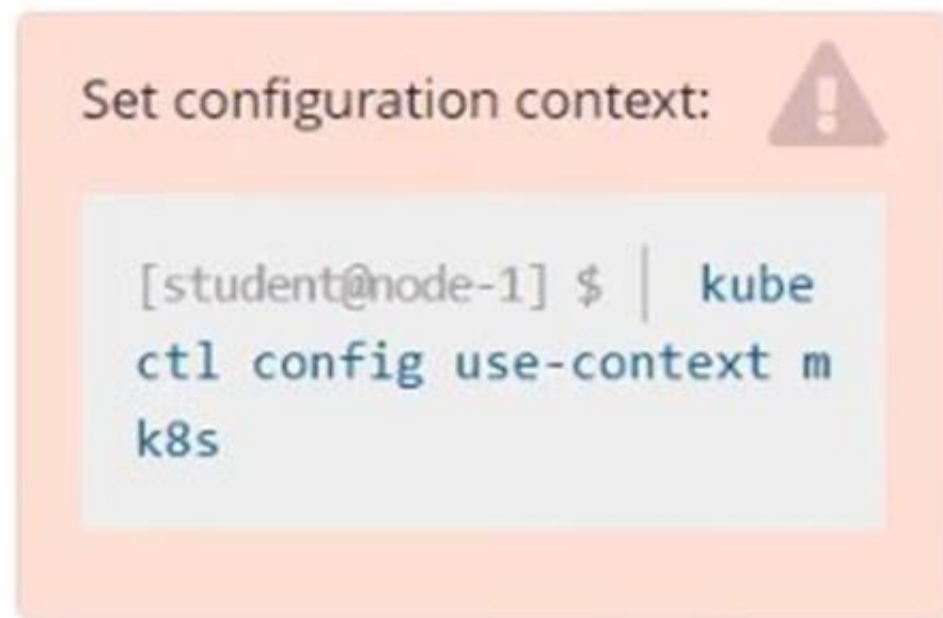 Set configuration context:
[student@node-1] $ | kube
ctl config use-context m
k8s